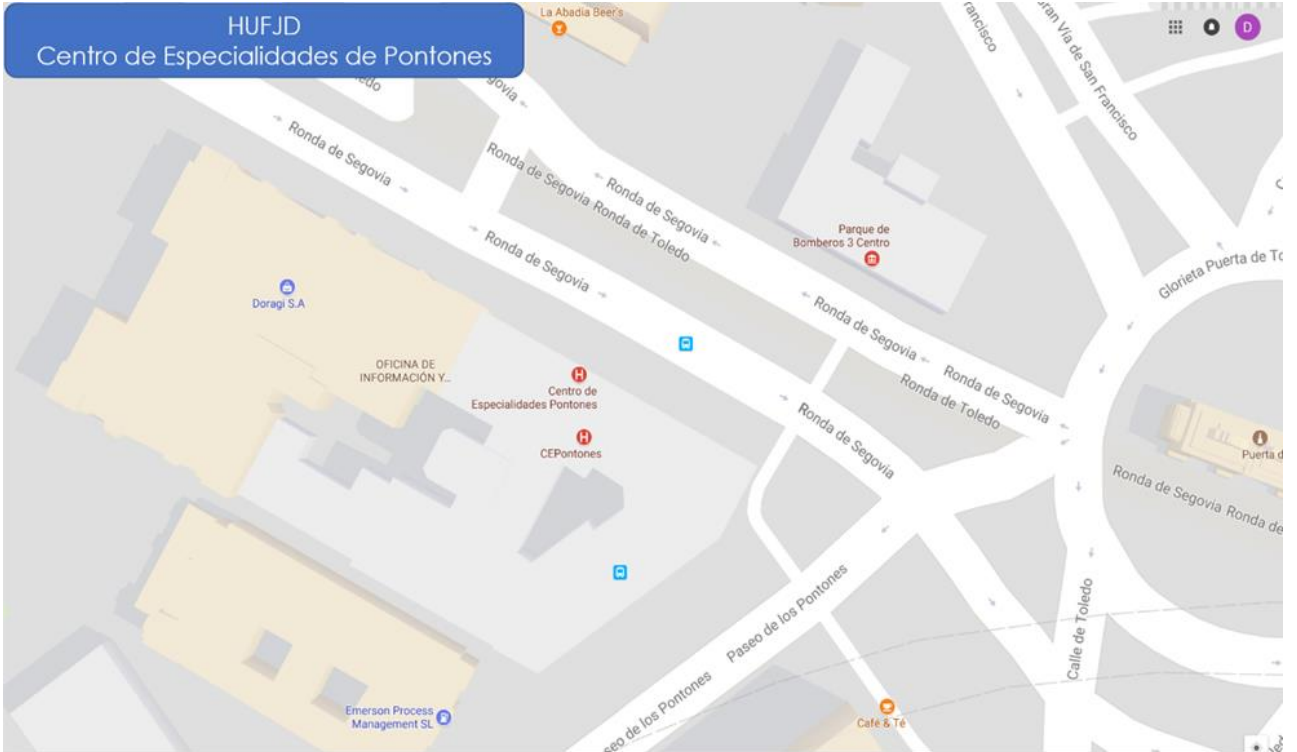 HUFJD
Centro de Especialidades de Pontones
La Abadia Beer's
Francisco
Gran Vía de San Francisco
D
Ronda de Segovia
Ronda de Segovia Ronda de Toledo
Ronda de Segovia
Parque de
Bomberos 3 Centro
Ronda de Segovia
Glorieta Puerta de To
Doragi S.A
Ronda de Segovia
OFICINA DE
INFORMACIÓN Y...
H
Centro de
Especialidades Pontones
H
CEPontones
Ronda de Segovia
Ronda de Toledo
Ronda de Segovia
Ronda de Segovia
Puerta d
Ronda de Segovia Ronda de
Paseo de los Pontones
Calle de Toledo
Paseo de los Pontones
Emerson Process
Management SL
Café & Té